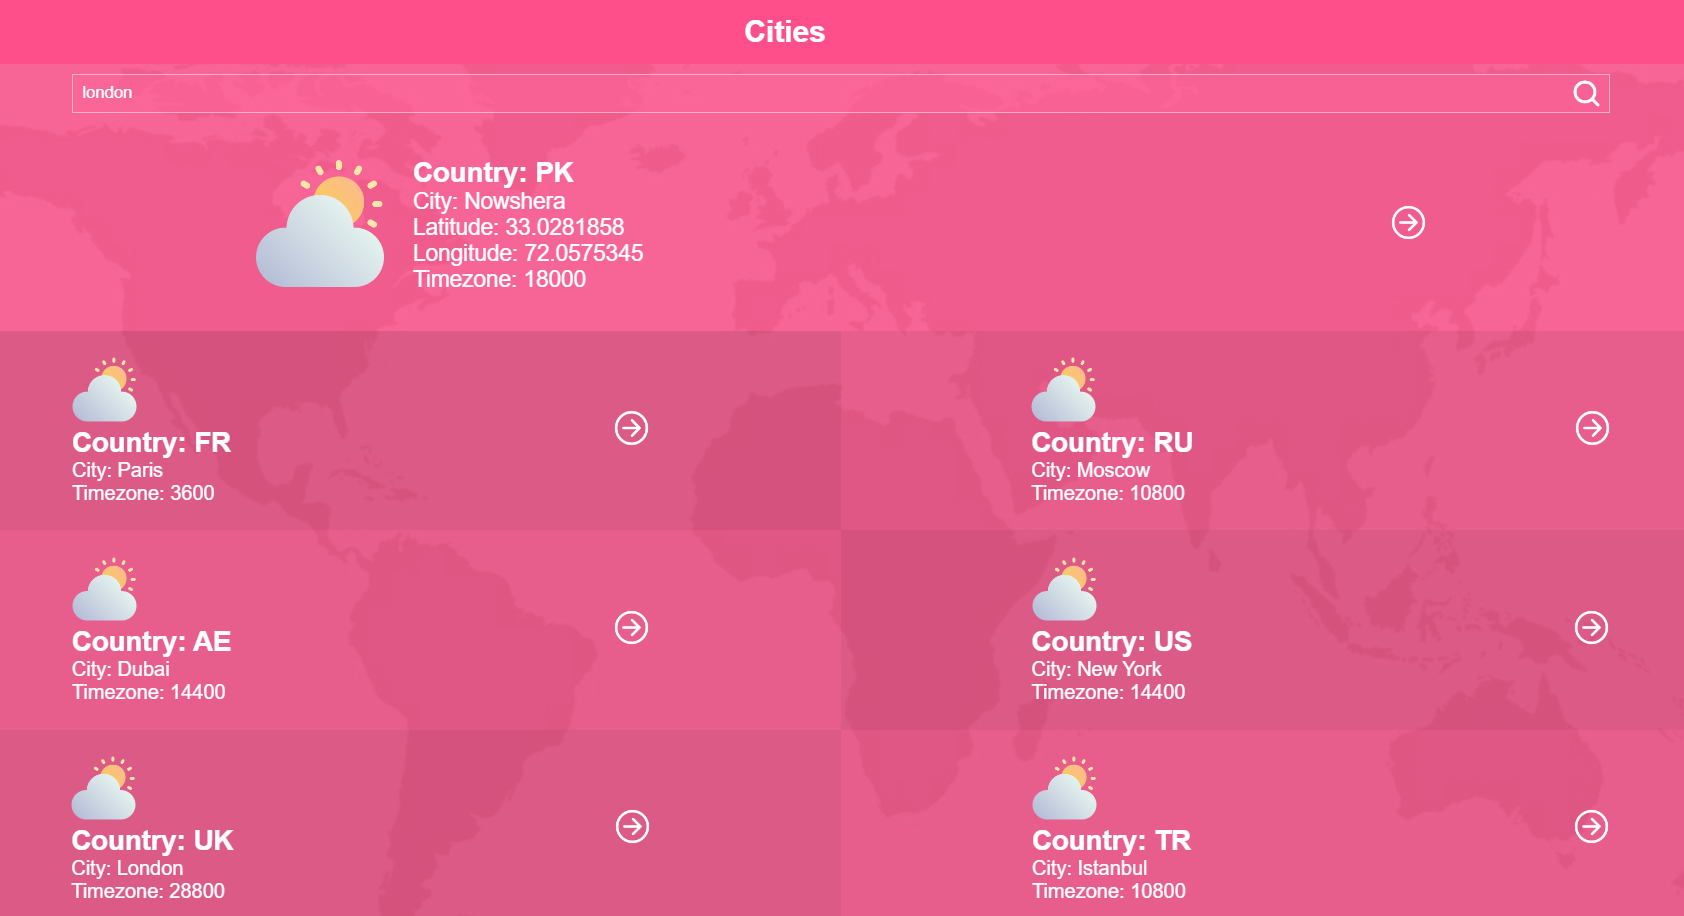 Cities
london
Country: PK
City: Nowshera
Latitude: 33.0281858
Longitude: 72.0575345
Timezone: 18000
Country: FR
City: Paris
Timezone: 3600
Country: RU
City: Moscow
Timezone: 10800
Country: AE
City: Dubai
Timezone: 14400
Country: US
City: New York
Timezone: 14400
Country: UK
City: London
Timezone: 28800
Country: TR
City: Istanbul
Timezone: 10800